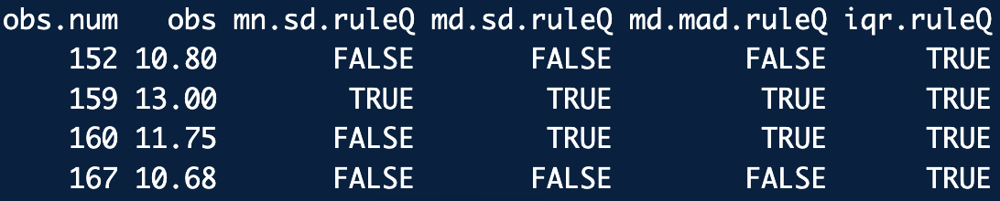 obs.num obs mn.sd.ruleQ md.sd.ruleQ md.mad.ruleQ iqr.ruleQ
152 10.80 FALSE FALSE FALSE TRUE
159 13.00 TRUE TRUE TRUE TRUE
160 11.75 FALSE TRUE TRUE TRUE
167 10.68 FALSE FALSE FALSE TRUE